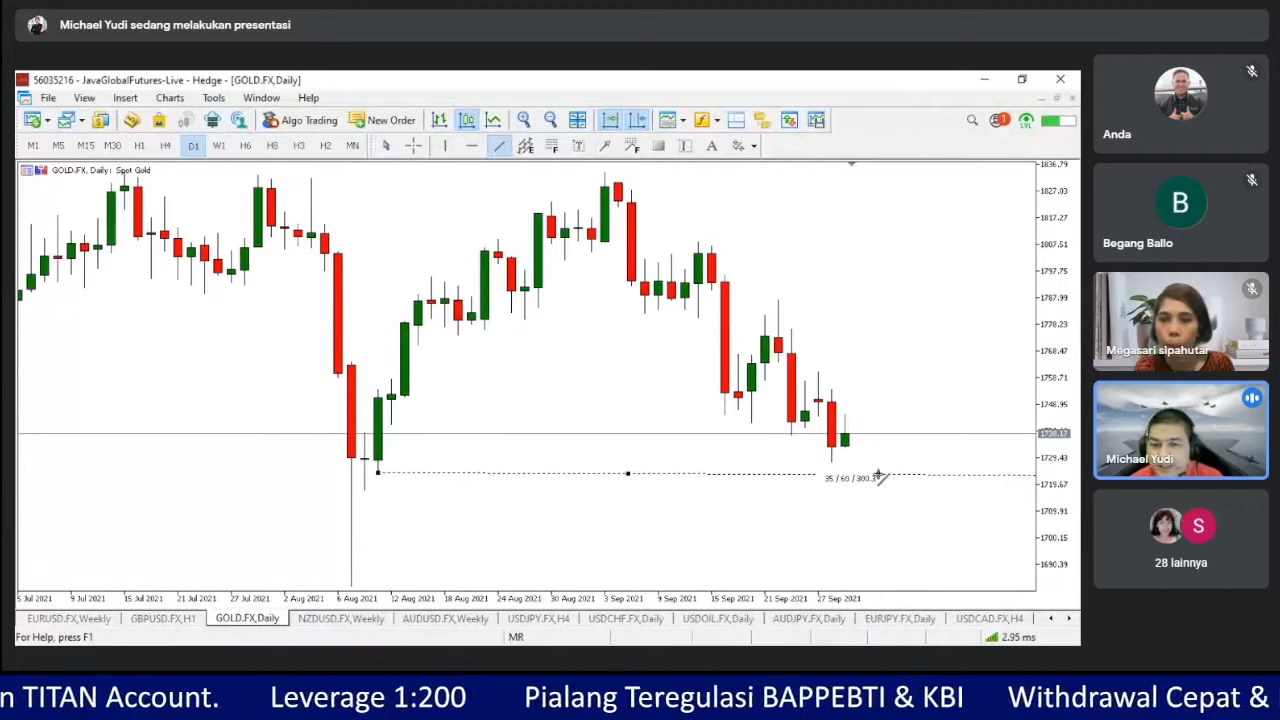 Michael Yudi sedang melakukan presentasi
56035216 - JavaGlobalFutures-Live - Hedge - [GOLD.FX,Daily]
File View Insert Charts Tools Window Help
Algo Trading New Order
1
LVL
M1 M5 M15 M30 H1 H4 D1 W1 H6 H8 H3 H2 MN
GOLD.FX, Daily: Spot Gold
1836.79
1827.03
1817.27
1807.51
1797.75
1787.99
1778.23
1768.47
1758.71
1748.95
1729.43
1719.67
1709.91
1700.15
1690.39
35 / 60 / 300.3
5 Jul 2021 9 Jul 2021 15 Jul 2021 21 Jul 2021 27 Jul 2021 2 Aug 2021 6 Aug 2021 12 Aug 2021 18 Aug 2021 24 Aug 2021 30 Aug 2021 3 Sep 2021 9 Sep 2021 15 Sep 2021 21 Sep 2021 27 Sep 2021
EURUSD.FX,Weekly GBPUSD.FX,H1 GOLD.FX,Daily NZDUSD.FX,Weekly AUDUSD.FX,Weekly USDJPY.FX,H4 USDCHF.FX,Daily USDOIL.FX,Daily AUDJPY.FX,Daily EURJPY.FX,Daily USDCAD.FX,H4
For Help, press F1 MR 2.95 ms
Anda
B
Begang Ballo
Megasari sipahutar
Michael Yudi
S
28 lainnya
n TITAN Account. Leverage 1:200 Pialang Teregulasi BAPPEBTI & KBI Withdrawal Cepat &